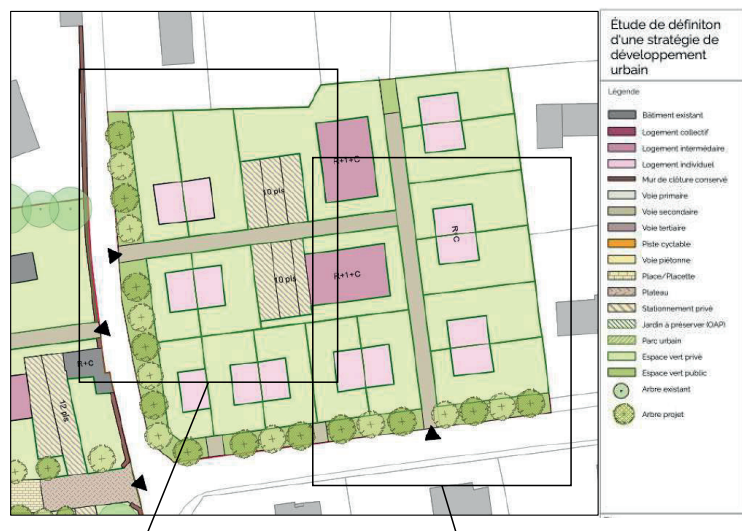 Étude de définiton
d'une stratégie de
développement
urbain
Légende
Bâtiment existant
Logement collectif
Logement intermédaire
Logement individuel
Mur de clôture conservé
Voie primaire
Voie secondaire
Voie tertiaire
Piste cyclable
Voie piétonne
Place/Placette
Plateau
Stationnement privé
Jardin à préserver (OAP)
Parc urbain
Espace vert privé
Espace vert public
Arbre existant
Arbre projet
R+1+C
10 pls
R+C
R+1+C
10 pls
R+C
12 pls